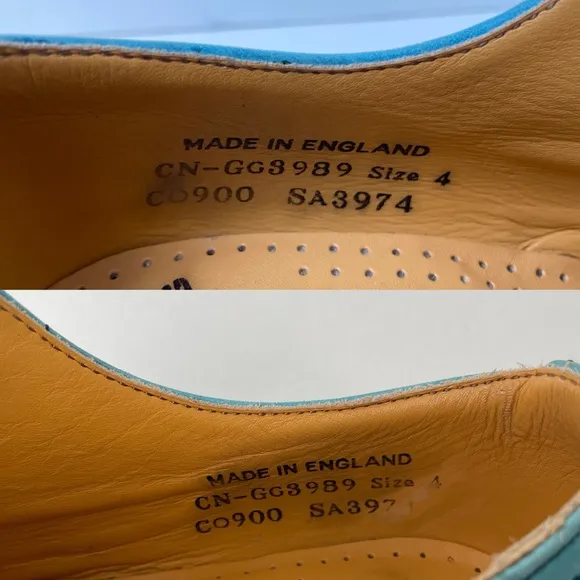 MADE IN ENGLAND
CN-GG3989 Size 4
CO900 SA3974
MADE IN ENGLAND
CN-GG3989 Size 4
CO900